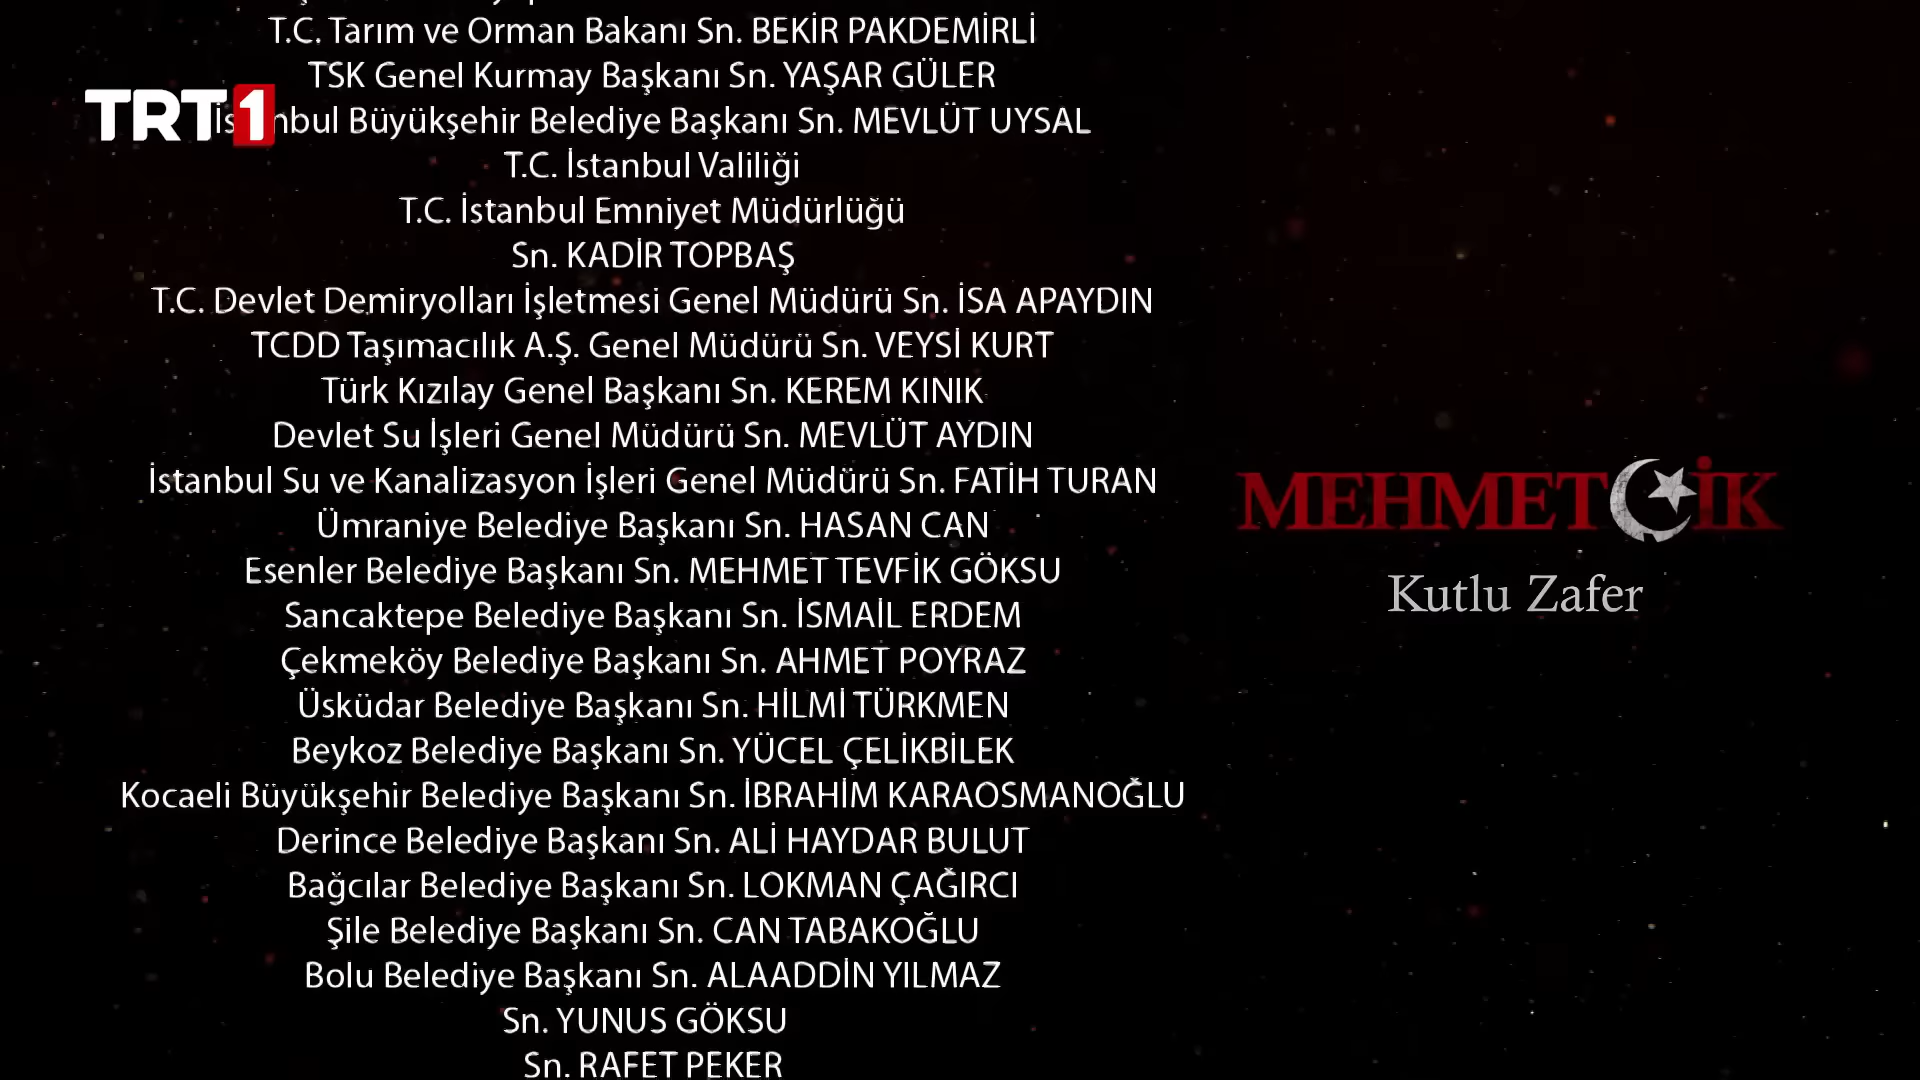 T.C. Tarım ve Orman Bakanı Sn. BEKİR PAKDEMİRLİ
TSK Genel Kurmay Başkanı Sn. YAŞAR GÜLER
TRT1
Büyükşehir Belediye Başkanı Sn. MEVLÜT UYSAL
T.C. İstanbul Valiliği
T.C. İstanbul Emniyet Müdürlüğü
Sn. KADİR TOPBAŞ
T.C. Devlet Demiryolları İşletmesi Genel Müdürü Sn. İSA APAYDIN
TCDD Taşımacılık A.Ş. Genel Müdürü Sn. VEYSİ KURT
Türk Kızılay Genel Başkanı Sn. KEREM KINIK
Devlet Su İşleri Genel Müdürü Sn. MEVLÜT AYDIN
İstanbul Su ve Kanalizasyon İşleri Genel Müdürü Sn. FATİH TURAN
Ümraniye Belediye Başkanı Sn. HASAN CAN
Esenler Belediye Başkanı Sn. MEHMET TEVFİK GÖKSU
Sancaktepe Belediye Başkanı Sn. İSMAİL ERDEM
Çekmeköy Belediye Başkanı Sn. AHMET POYRAZ
Üsküdar Belediye Başkanı Sn. HİLMİ TÜRKMEN
Beykoz Belediye Başkanı Sn. YÜCEL ÇELİKBİLEK
Kocaeli Büyükşehir Belediye Başkanı Sn. İBRAHİM KARAOSMANOĞLU
Derince Belediye Başkanı Sn. ALİ HAYDAR BULUT
Bağcılar Belediye Başkanı Sn. LOKMAN ÇAĞIRCI
Şile Belediye Başkanı Sn. CAN TABAKOĞLU
Bolu Belediye Başkanı Sn. ALAADDİN YILMAZ
Sn. YUNUS GÖKSU
Sn. RAFET PEKER
MEHMETÇİK
Kutlu Zafer